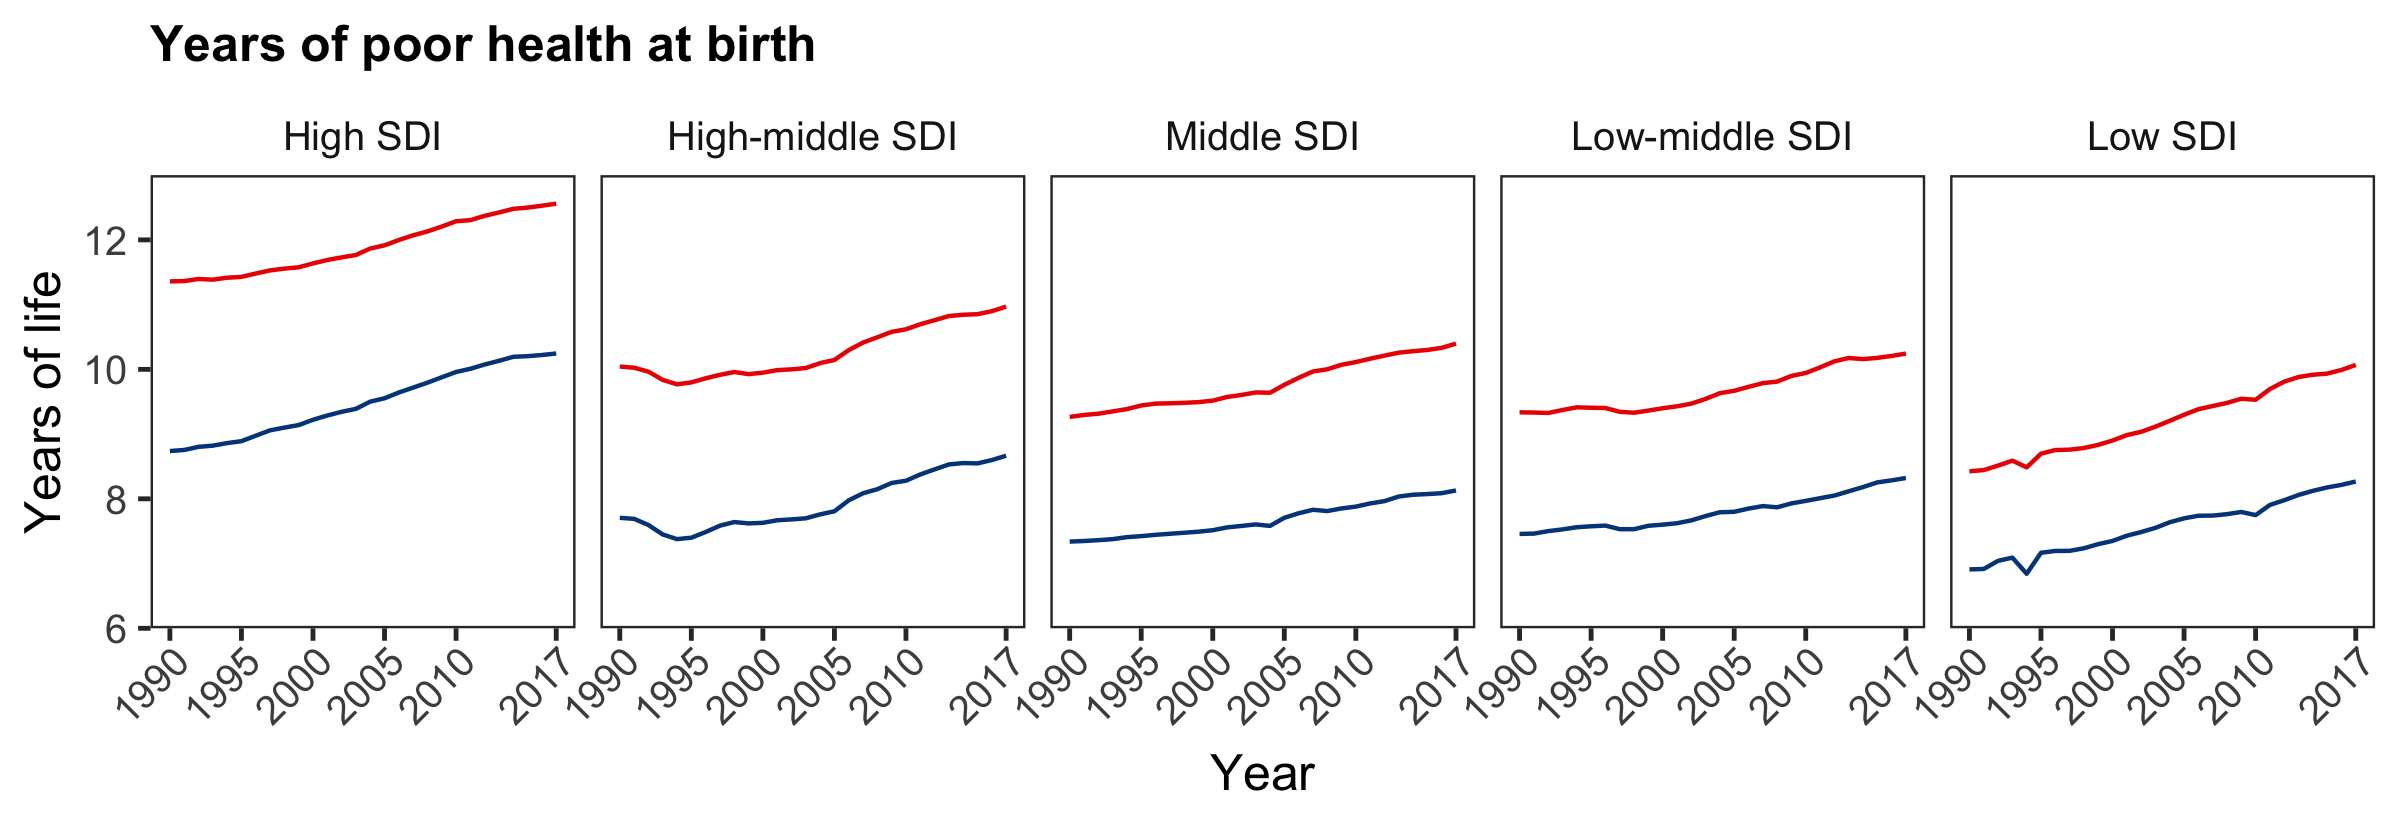 Years of poor health at birth
High SDI
High-middle SDI
Middle SDI
Low-middle SDI
Low SDI
Years of life
12
10
8
6
1990 1995 2000 2005 2010 2017
1990 1995 2000 2005 2010 2017
1990 1995 2000 2005 2010 2017
1990 1995 2000 2005 2010 2017
1990 1995 2000 2005 2010 2017
Year